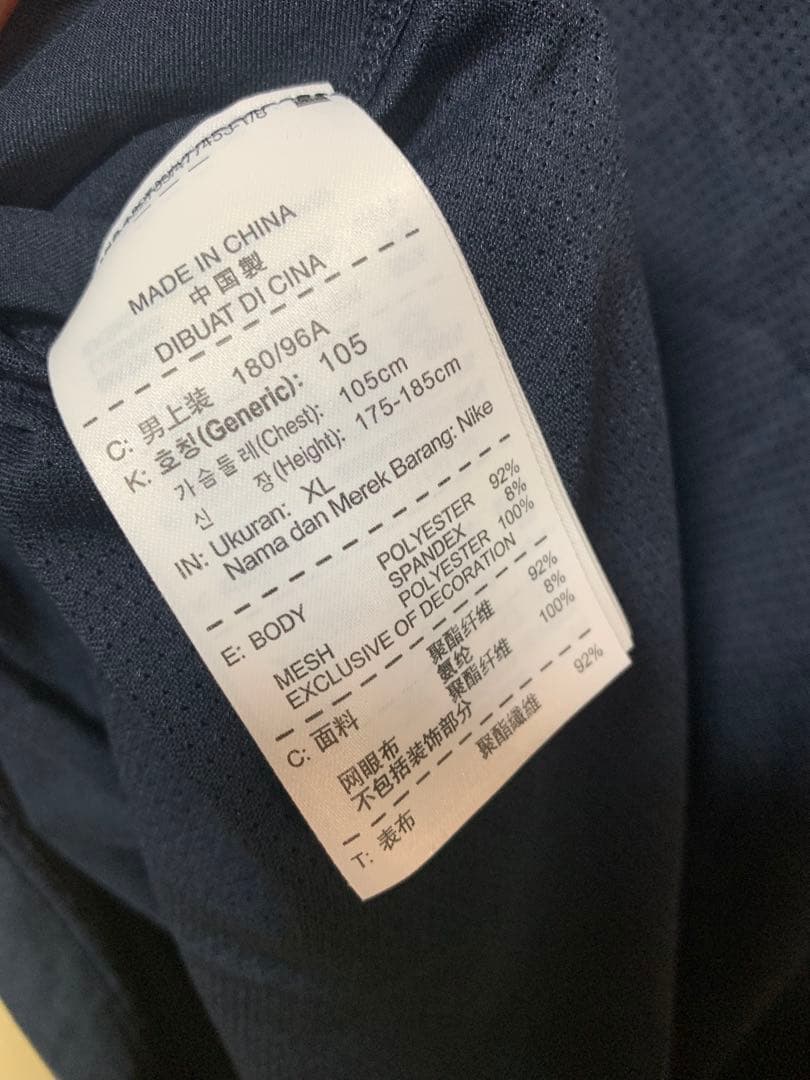 MADE IN CHINA
中国製
DIBUAT DI CINA
C: 男上装 180/96A
K: 호칭(Generic): 105
가슴둘레(Chest): 105cm
신 장(Height): 175-185cm
IN: Ukuran: XL
Nama dan Merek Barang: Nike
E: BODY POLYESTER 92%
SPANDEX 8%
MESH POLYESTER 100%
EXCLUSIVE OF DECORATION
C: 面料 聚酯纤维 92%
氨纶 8%
网眼布 聚酯纤维 100%
不包括装饰部分
T: 表布 聚酯纖維 92%